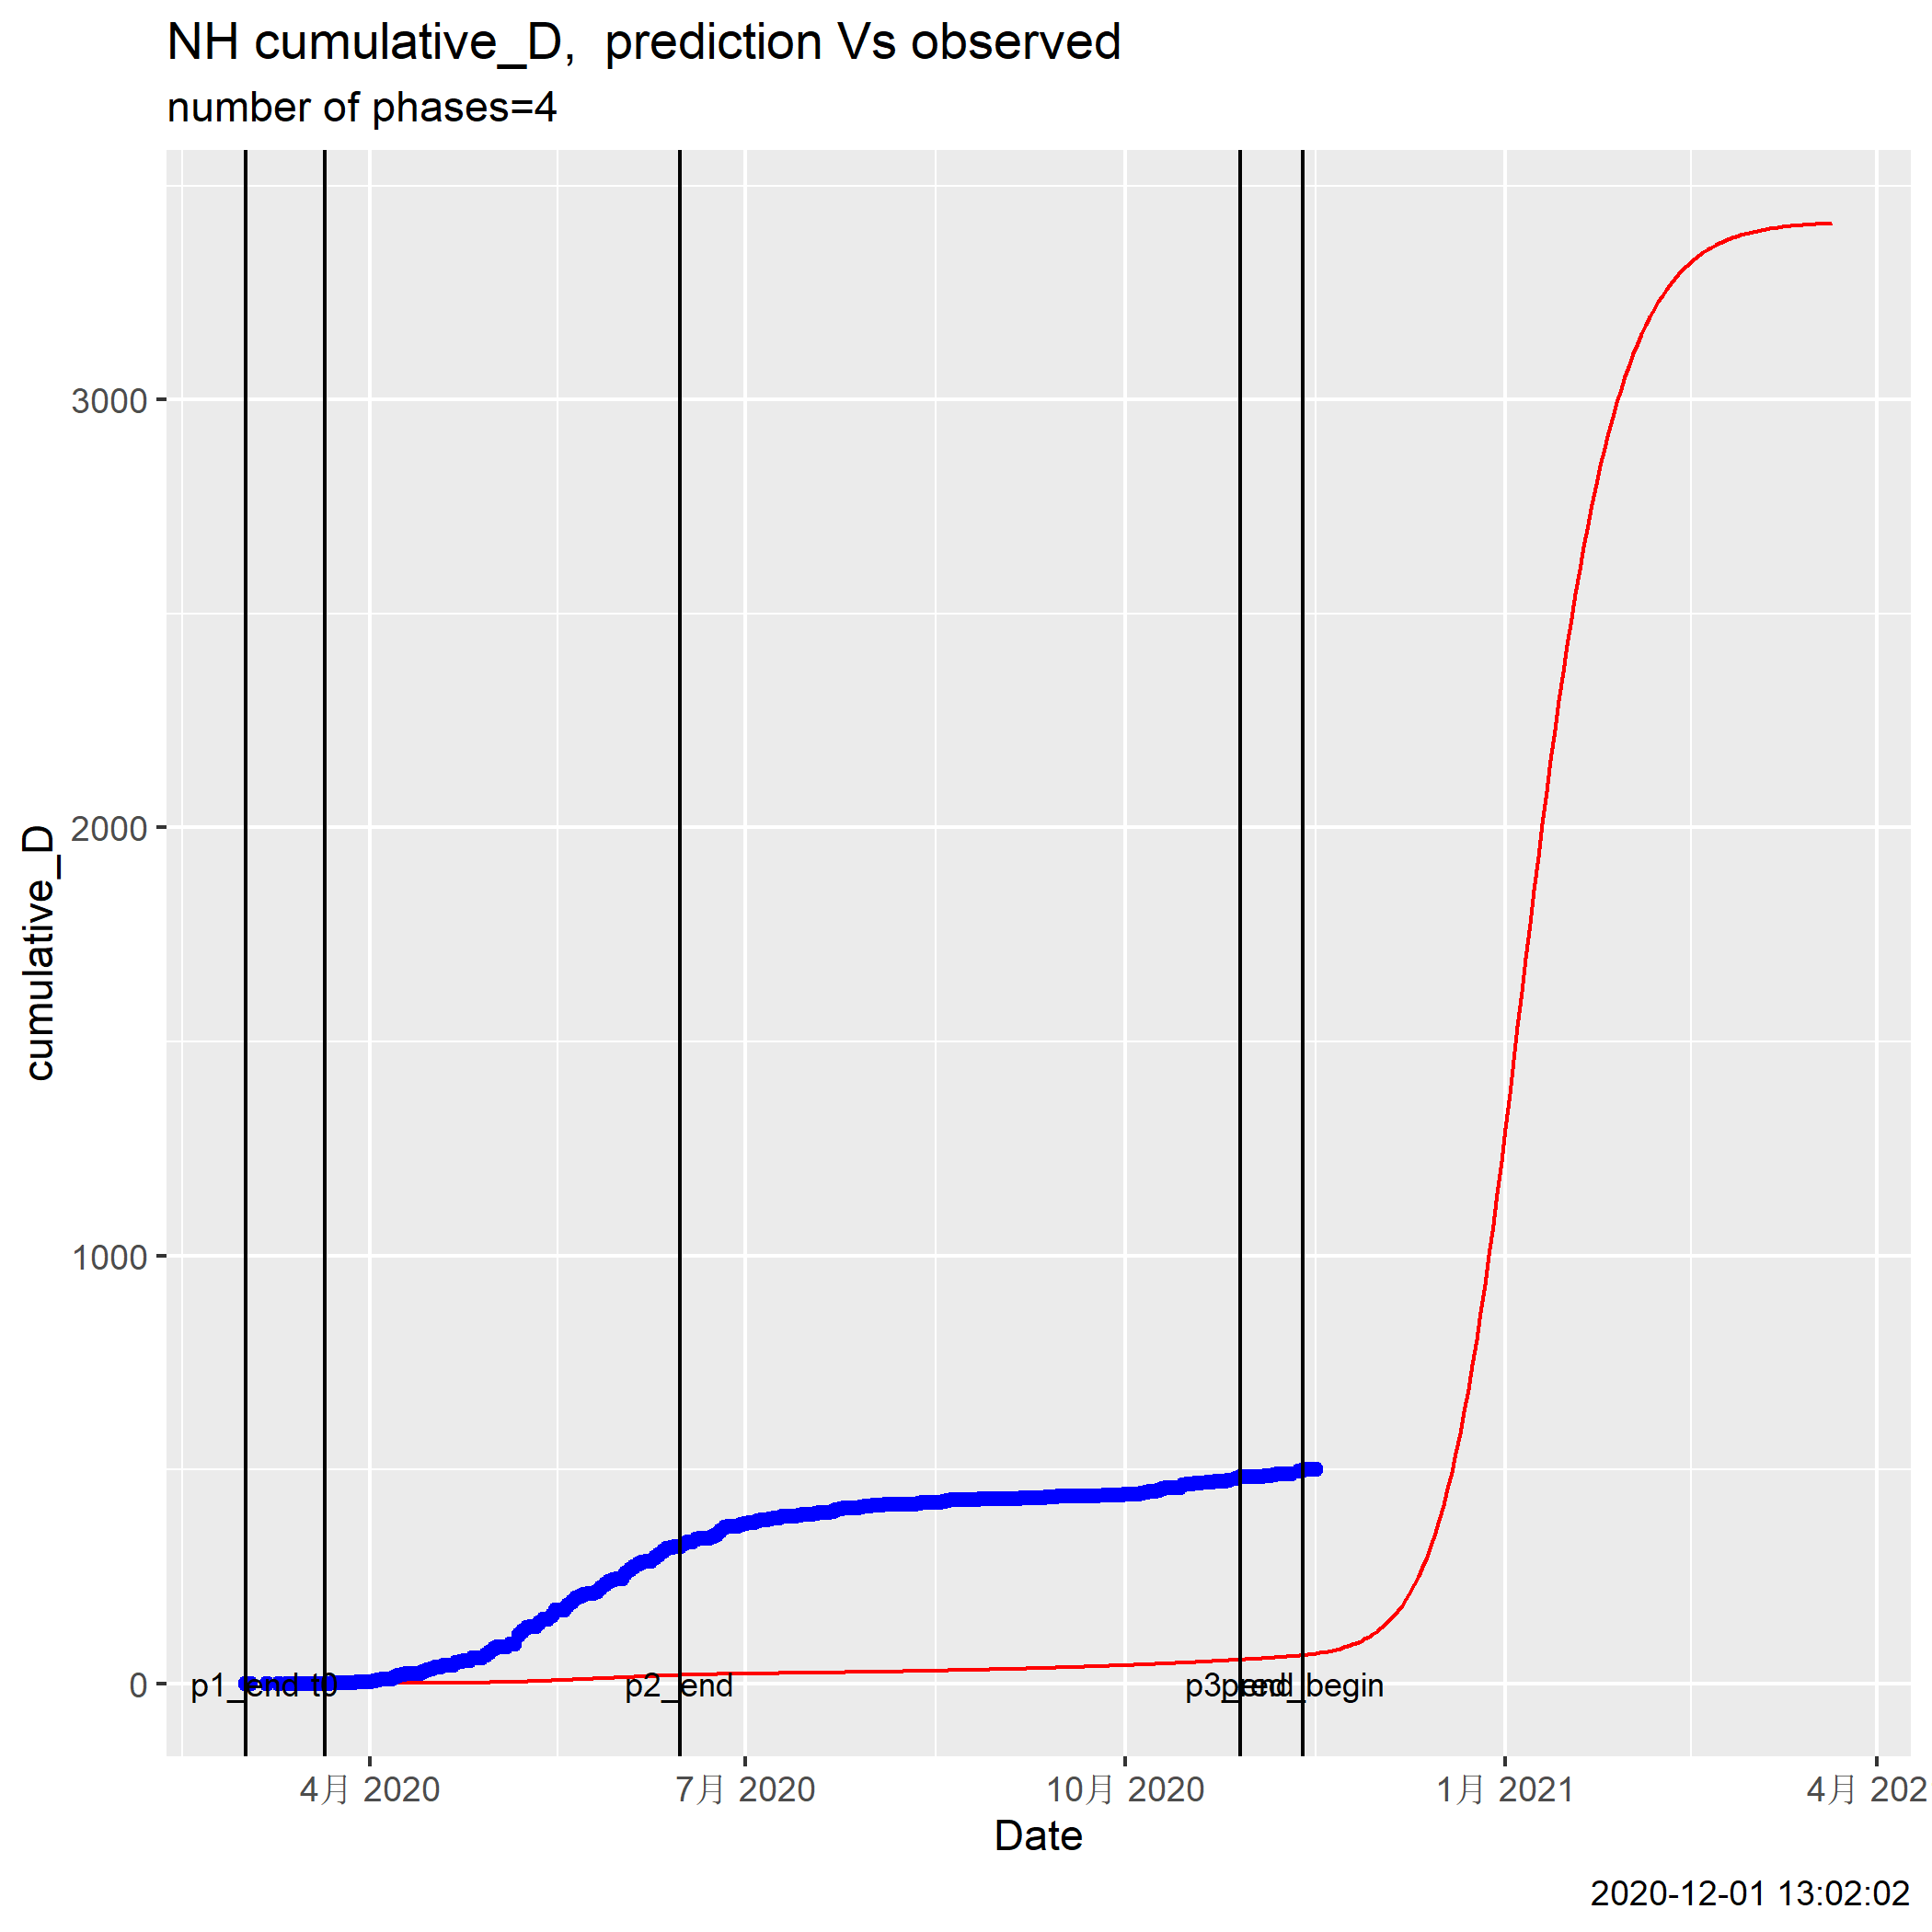 NH cumulative_D,  prediction Vs observed
number of phases=4
cumulative_D
3000
2000
1000
0
p1_end t0 p2_end p3_end pred_begin
4月 2020 7月 2020 10月 2020 1月 2021 4月 202
Date
2020-12-01 13:02:02